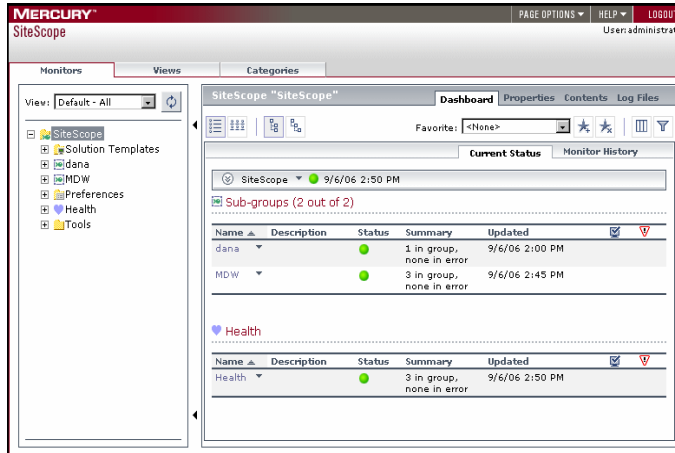 MERCURY™ PAGE OPTIONS HELP LOGOUT
SiteScope User: administrat
Monitors Views Categories
View: Default - All
SiteScope
Solution Templates
dana
MDW
Preferences
Health
Tools
SiteScope "SiteScope" Dashboard Properties Contents Log Files
Favorite: <None>
Current Status Monitor History
SiteScope 9/6/06 2:50 PM
Sub-groups (2 out of 2)
Name Description Status Summary Updated
dana 1 in group, 9/6/06 2:00 PM
none in error
MDW 3 in group, 9/6/06 2:45 PM
none in error
Health
Name Description Status Summary Updated
Health 3 in group, 9/6/06 2:50 PM
none in error